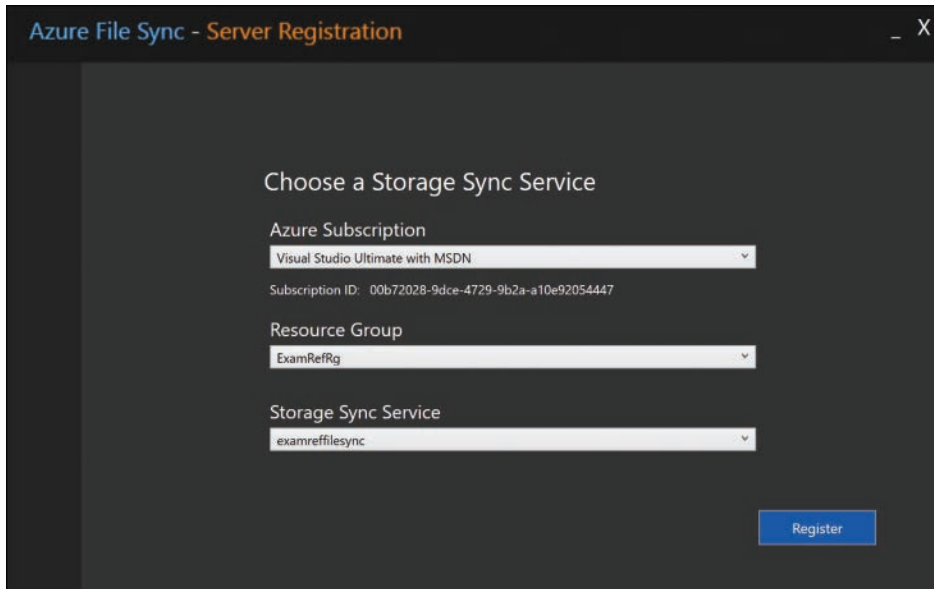 Azure File Sync - Server Registration
_ X
Choose a Storage Sync Service
Azure Subscription
Visual Studio Ultimate with MSDN
Subscription ID: 00b72028-9dce-4729-9b2a-a10e92054447
Resource Group
ExamRefRg
Storage Sync Service
examreffilesync
Register